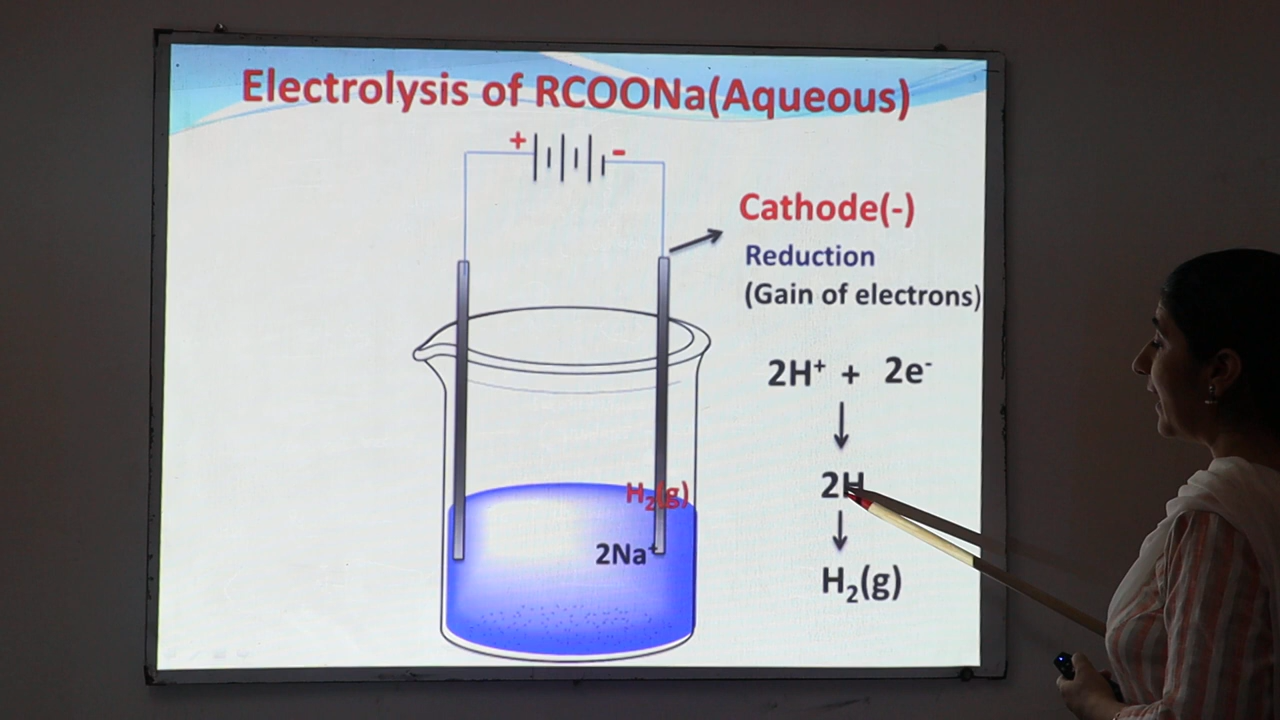 Electrolysis of RCOONa(Aqueous)
+ -
Cathode(-)
Reduction
(Gain of electrons)
2H⁺ + 2e⁻
2H
H₂(g)
H₂(g)
2Na⁺